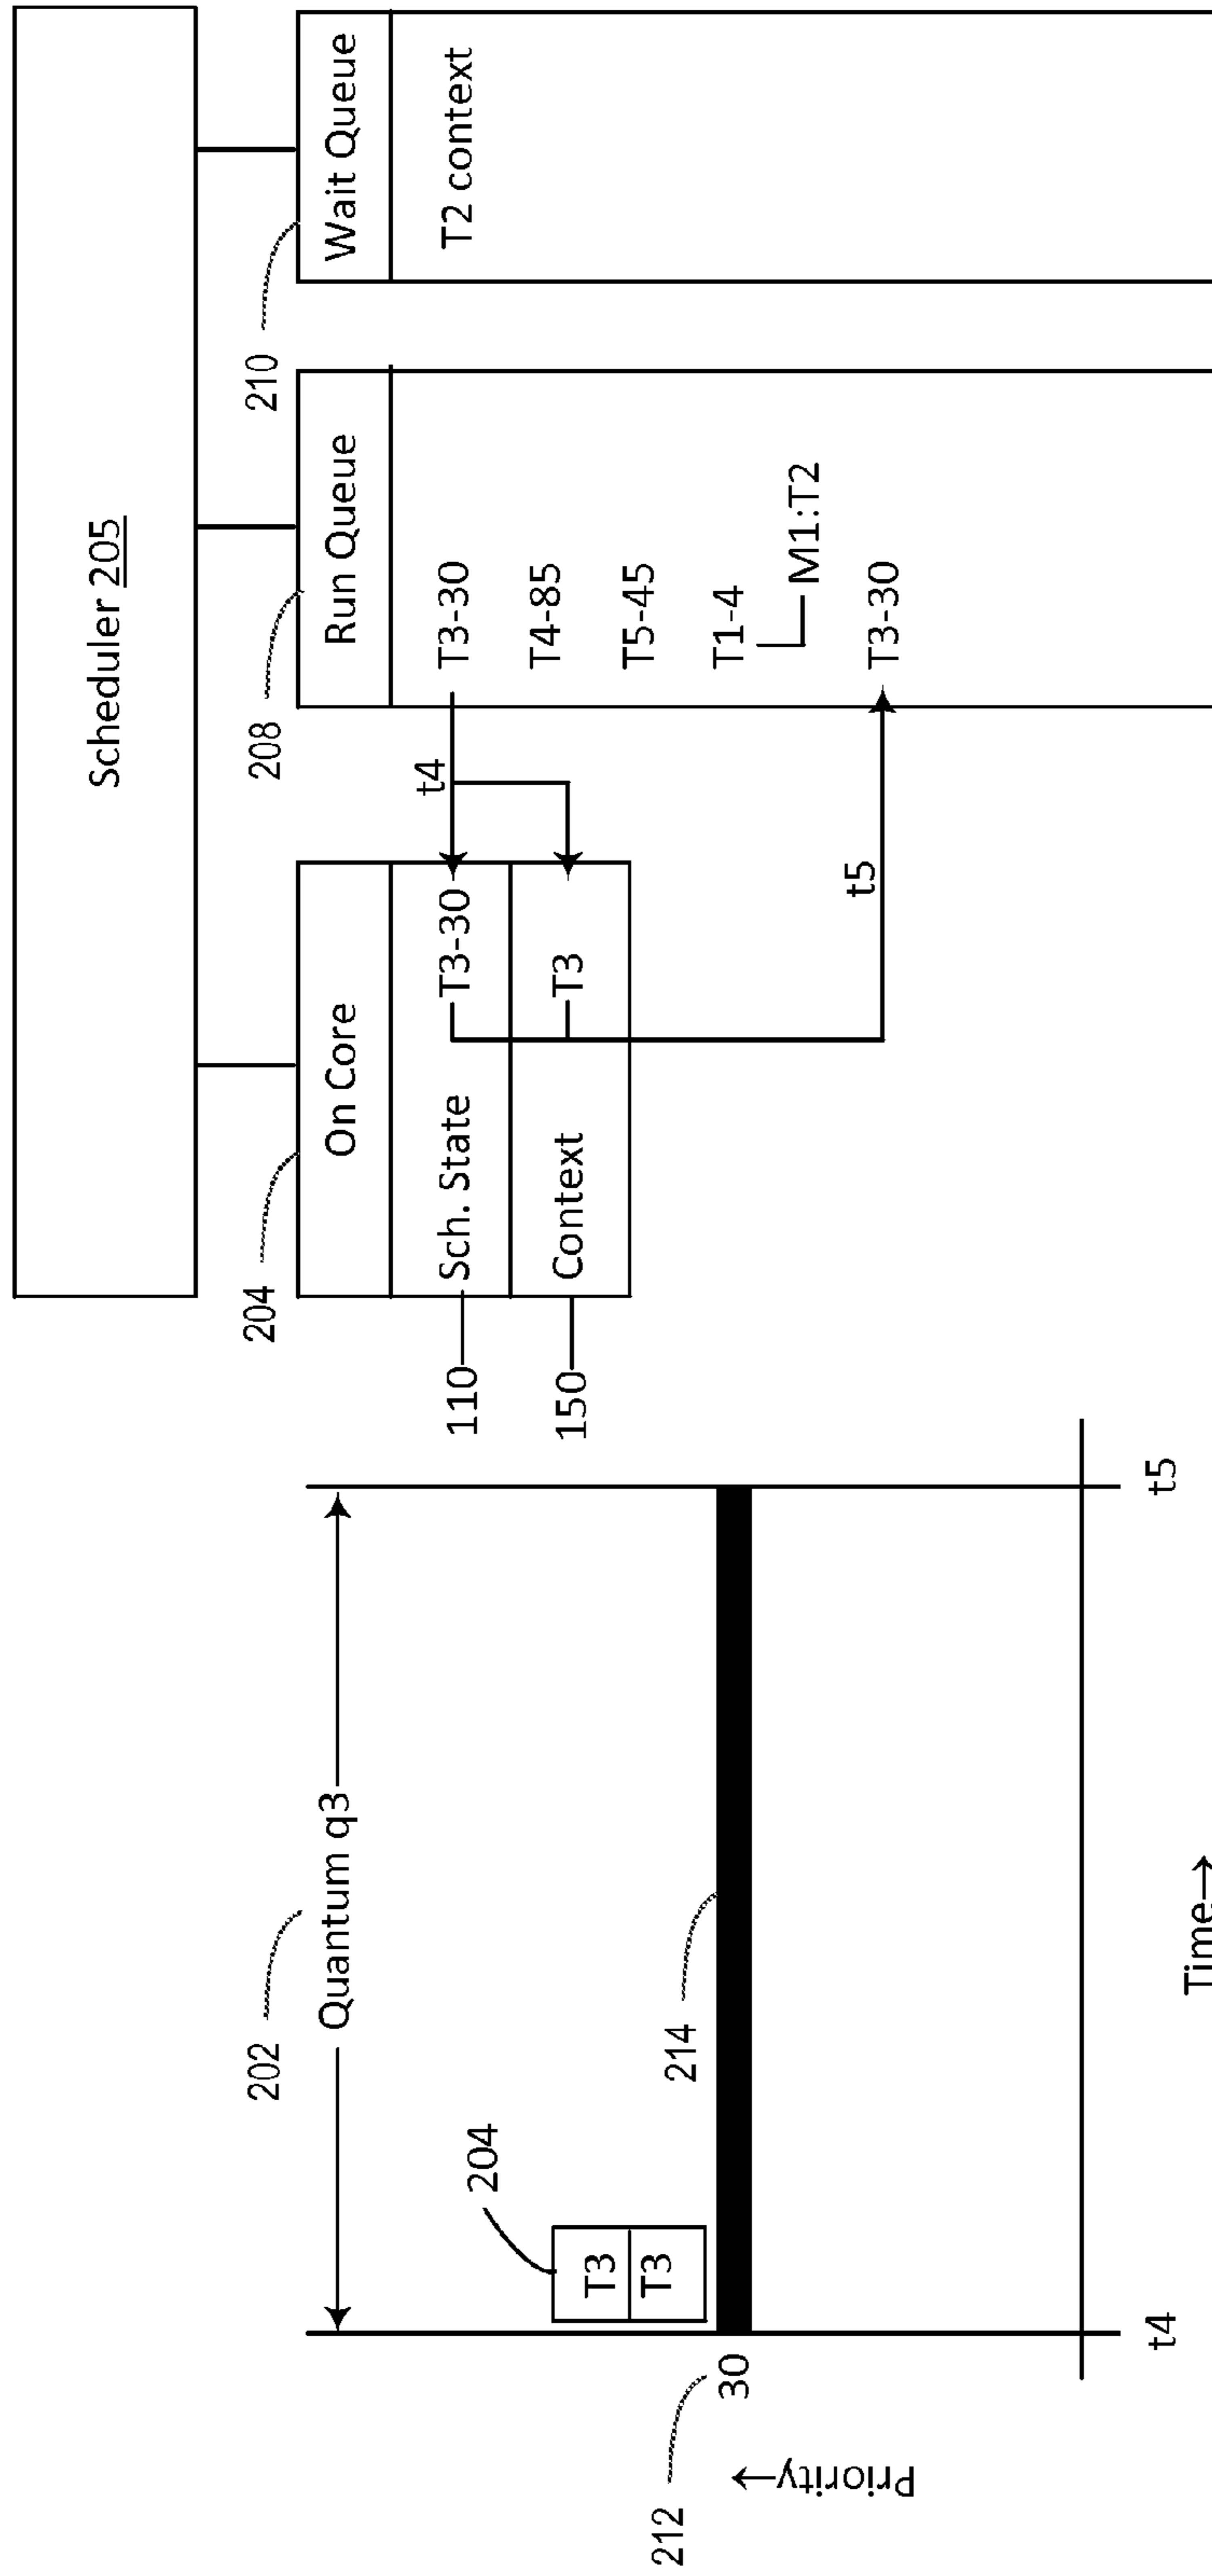 Scheduler 205
204
208
210
On Core
Run Queue
Wait Queue
110
Sch. State
T3-30
t4
T3-30
T2 context
150
Context
T3
T4-85
T5-45
T1-4
M1:T2
t5
T3-30
202
Quantum q3
204
T3
T3
214
212
30
Priority→
t4
t5
Time→